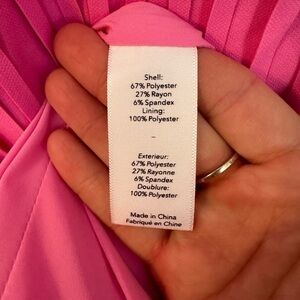 Shell:
67% Polyester
27% Rayon
6% Spandex
Lining:
100% Polyester
–
Exterieur:
67% Polyester
27% Rayonne
6% Spandex
Doublure:
100% Polyester
Made in China
Fabriqué en Chine